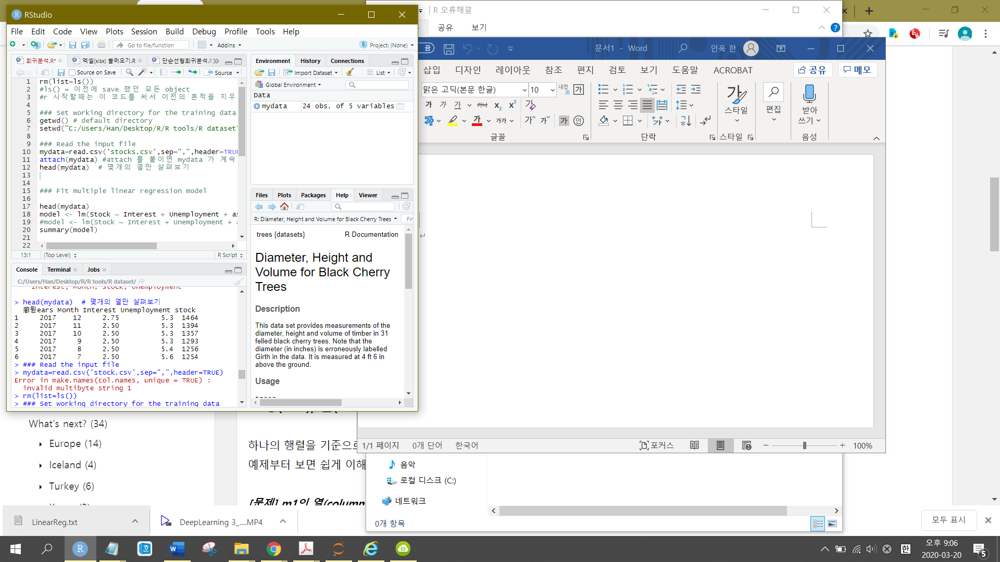 RStudio
File Edit Code View Plots Session Build Debug Profile Tools Help
Go to file/function Addins Project: (None)
회귀분석.R* 엑셀(xlsx) 불러오기.R 단순선형회귀분석.R
Source on Save Source
1 rm(list=ls())
2 #ls() = 이전에 save 했던 모든 object
3 #r 시작할때는 이 코드를 써서 이전의 흔적을 지우
4
5 ### Set working directory for the training data
6 getwd() # default directory
7 setwd("C:/Users/Han/Desktop/R/R tools/R dataset"
8
9 ### Read the input file
10 mydata=read.csv('stocks.csv',sep=",",header=TRUE
11 attach(mydata) #attach 를 붙이면 mydata 가 계속
12 head(mydata) # 몇개의 열만 살펴보기
13
14
15 ### Fit multiple linear regression model
16
17 head(mydata)
18 model <- lm(Stock ~ Interest + Unemployment + as
19 #model <- lm(Stock ~ Interest + Unemployment + a
20 summary(model)
21
22
13:1 (Top Level) R Script
Console Terminal Jobs
C:/Users/Han/Desktop/R/R tools/R dataset/
Interest, Month, Stock, Unemployment
> head(mydata) # 몇개의 열만 살펴보기
ears Month Interest Unemployment stock
1 2017 12 2.75 5.3 1464
2 2017 11 2.50 5.3 1394
3 2017 10 2.50 5.3 1357
4 2017 9 2.50 5.3 1293
5 2017 8 2.50 5.4 1256
6 2017 7 2.50 5.6 1254
> ### Read the input file
> mydata=read.csv('stock.csv',sep=",",header=TRUE)
Error in make.names(col.names, unique = TRUE) :
invalid multibyte string 1
> rm(list=ls())
> ### Set working directory for the training data
Environment History Connections
Import Dataset List
Global Environment
Data
mydata 24 obs. of 5 variables
Files Plots Packages Help Viewer
R: Diameter, Height and Volume for Black Cherry Trees Fin
trees {datasets} R Documentation
Diameter, Height and
Volume for Black Cherry
Trees
Description
This data set provides measurements of the
diameter, height and volume of timber in 31
felled black cherry trees. Note that the
diameter (in inches) is erroneously labelled
Girth in the data. It is measured at 4 ft 6 in
above the ground.
Usage
trees
R 오류해결
공유 보기
끔 문서1 - Word 인욱 한
삽입 디자인 레이아웃 참조 편지 검토 보기 도움말 ACROBAT 공유 메모
맑은 고딕(본문 한글) 10
가 가 가 가나 x₂ x²
가 가 가가 가 가 가
스타일 편집 받아
쓰기
글꼴 단락 스타일 음성
1/1 페이지 0개 단어 한국어 포커스 100%
What's next? (34)
Europe (14)
Iceland (4)
Turkey (6)
하나의 행렬을 기준으로
예제부터 보면 쉽게 이해
[문제] m1의 열(column
음악
로컬 디스크 (C:)
네트워크
0개 항목
LinearReg.txt DeepLearning 3_....MP4 모두 표시
한 오후 9:06
2020-03-20 5